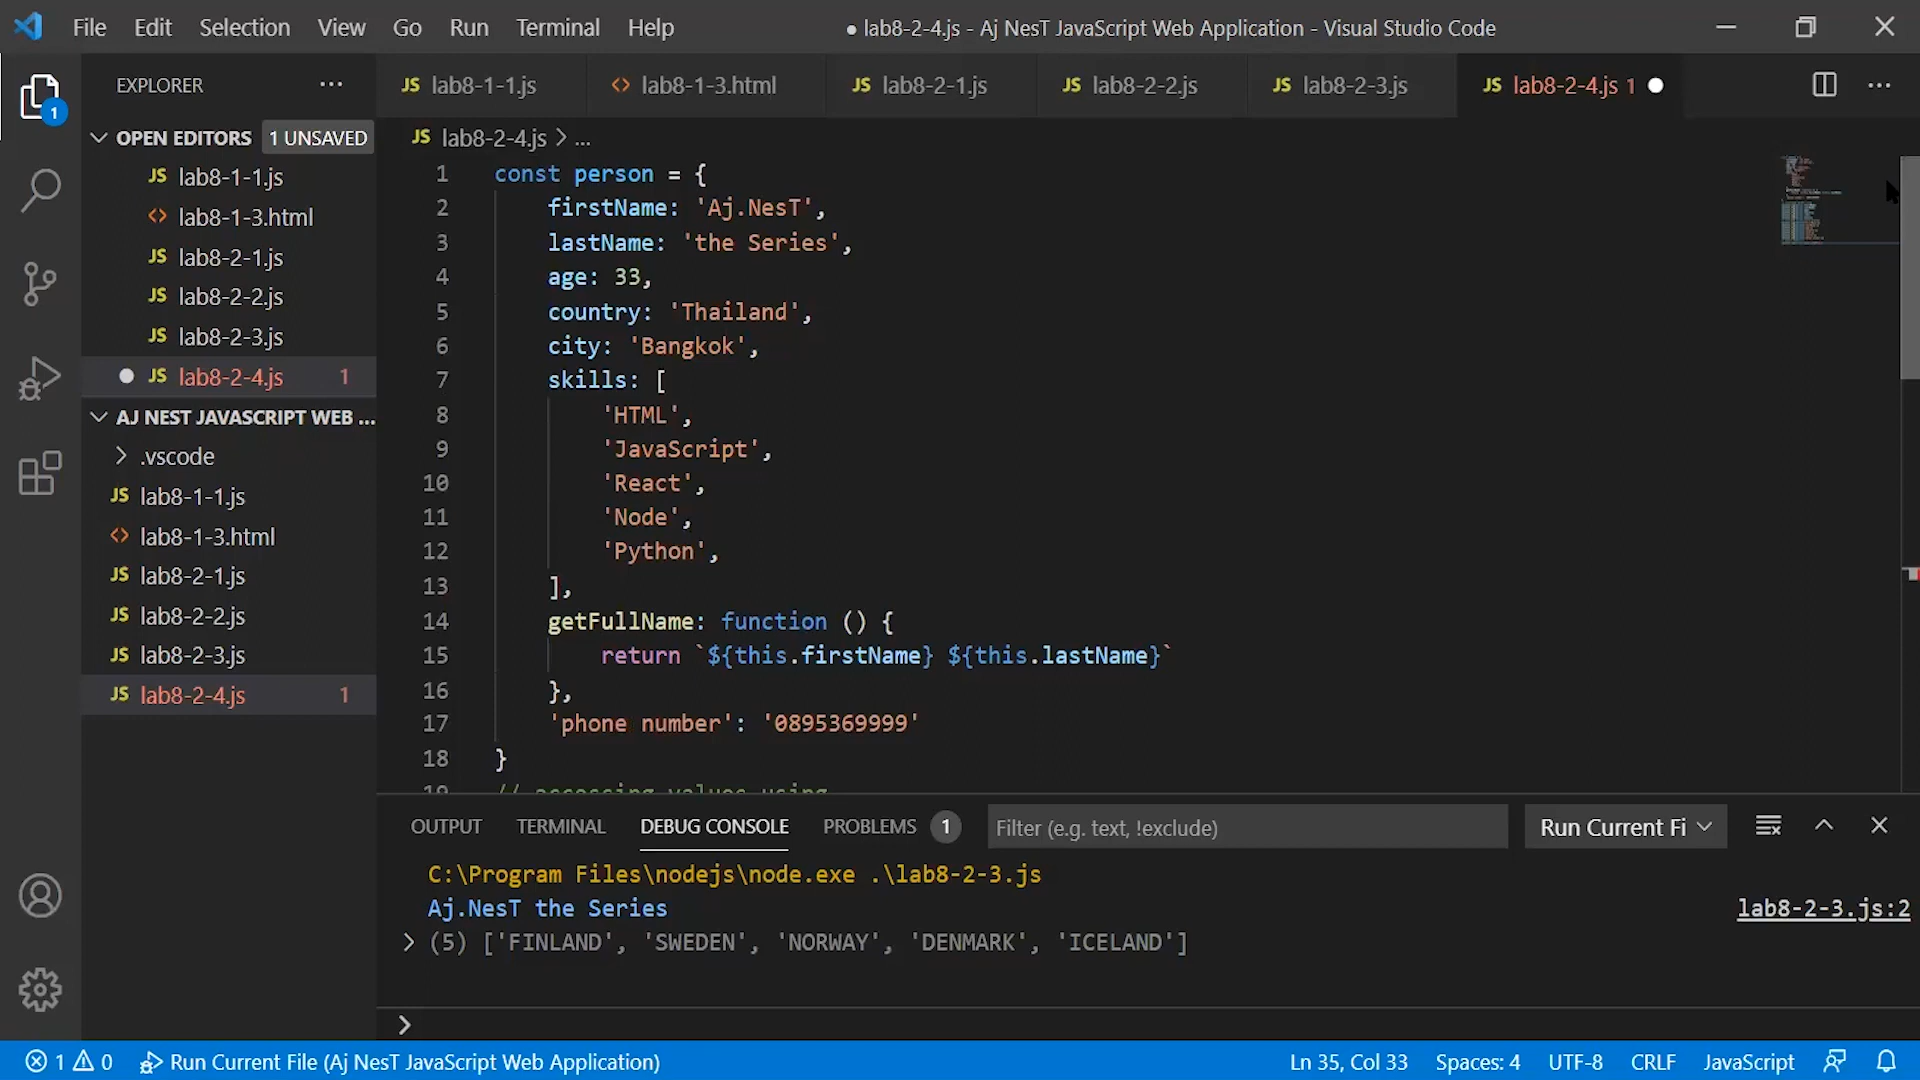 File Edit Selection View Go Run Terminal Help
● lab8-2-4.js - Aj NesT JavaScript Web Application - Visual Studio Code
EXPLORER
JS lab8-1-1.js
<> lab8-1-3.html
JS lab8-2-1.js
JS lab8-2-2.js
JS lab8-2-3.js
JS lab8-2-4.js 1
1
OPEN EDITORS 1 UNSAVED
JS lab8-1-1.js
<> lab8-1-3.html
JS lab8-2-1.js
JS lab8-2-2.js
JS lab8-2-3.js
JS lab8-2-4.js 1
AJ NEST JAVASCRIPT WEB ...
.vscode
JS lab8-1-1.js
<> lab8-1-3.html
JS lab8-2-1.js
JS lab8-2-2.js
JS lab8-2-3.js
JS lab8-2-4.js 1
JS lab8-2-4.js > ...
1 const person = {
2 firstName: 'Aj.NesT',
3 lastName: 'the Series',
4 age: 33,
5 country: 'Thailand',
6 city: 'Bangkok',
7 skills: [
8 'HTML',
9 'JavaScript',
10 'React',
11 'Node',
12 'Python',
13 ],
14 getFullName: function () {
15 return `${this.firstName} ${this.lastName}`
16 },
17 'phone number': '0895369999'
18 }
19 // accessing values using
OUTPUT TERMINAL DEBUG CONSOLE PROBLEMS 1
Filter (e.g. text, !exclude)
Run Current Fi
C:\Program Files\nodejs\node.exe .\lab8-2-3.js
Aj.NesT the Series lab8-2-3.js:2
> (5) ['FINLAND', 'SWEDEN', 'NORWAY', 'DENMARK', 'ICELAND']
>
1 0 Run Current File (Aj NesT JavaScript Web Application)
Ln 35, Col 33 Spaces: 4 UTF-8 CRLF JavaScript